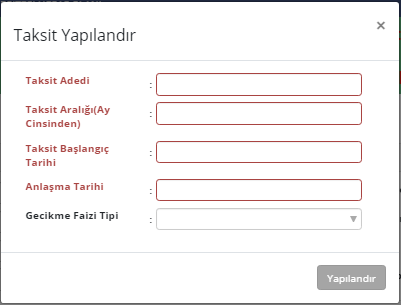 Taksit Yapılandır
×
Taksit Adedi :
Taksit Aralığı(Ay
Cinsinden) :
Taksit Başlangıç
Tarihi :
Anlaşma Tarihi :
Gecikme Faizi Tipi :
Yapılandır